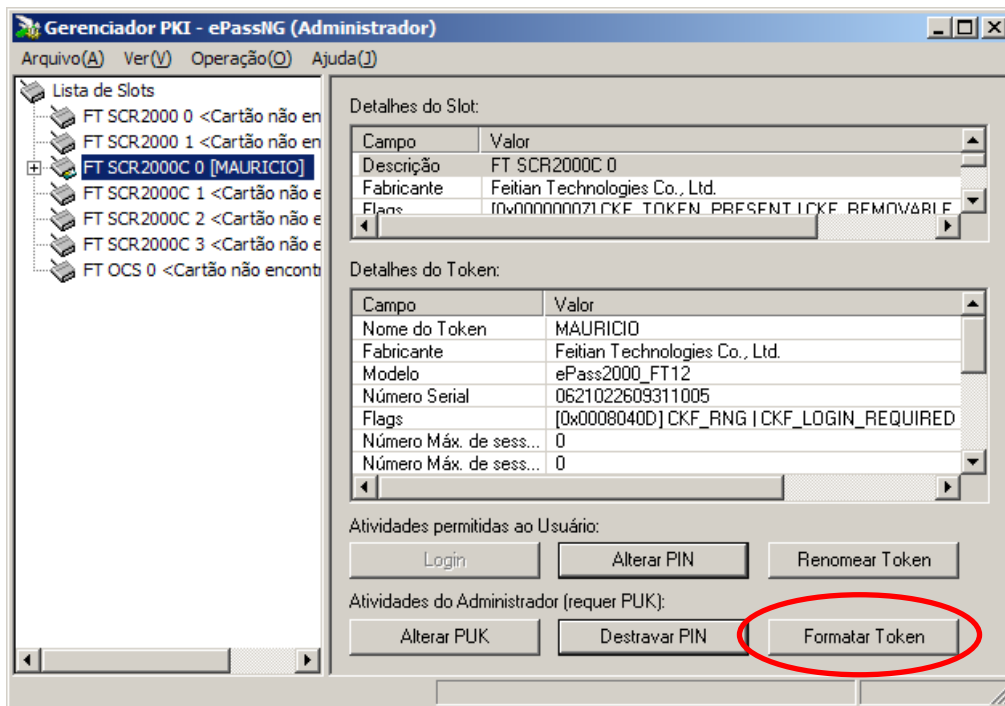 Gerenciador PKI - ePassNG (Administrador)
Arquivo(A) Ver(V) Operação(O) Ajuda(J)
Lista de Slots
FT SCR2000 0 <Cartão não en
FT SCR2000 1 <Cartão não en
FT SCR2000C 0 [MAURICIO]
FT SCR2000C 1 <Cartão não e
FT SCR2000C 2 <Cartão não e
FT SCR2000C 3 <Cartão não e
FT OCS 0 <Cartão não encontr
Detalhes do Slot:
Campo Valor
Descrição FT SCR2000C 0
Fabricante Feitian Technologies Co., Ltd.
Flags [0x00000007] CKF_TOKEN_PRESENT | CKF_REMOVABLE
Detalhes do Token:
Campo Valor
Nome do Token MAURICIO
Fabricante Feitian Technologies Co., Ltd.
Modelo ePass2000_FT12
Número Serial 0621022609311005
Flags [0x0008040D] CKF_RNG | CKF_LOGIN_REQUIRED
Número Máx. de sess... 0
Número Máx. de sess... 0
Atividades permitidas ao Usuário:
Login Alterar PIN Renomear Token
Atividades do Administrador (requer PUK):
Alterar PUK Destravar PIN Formatar Token